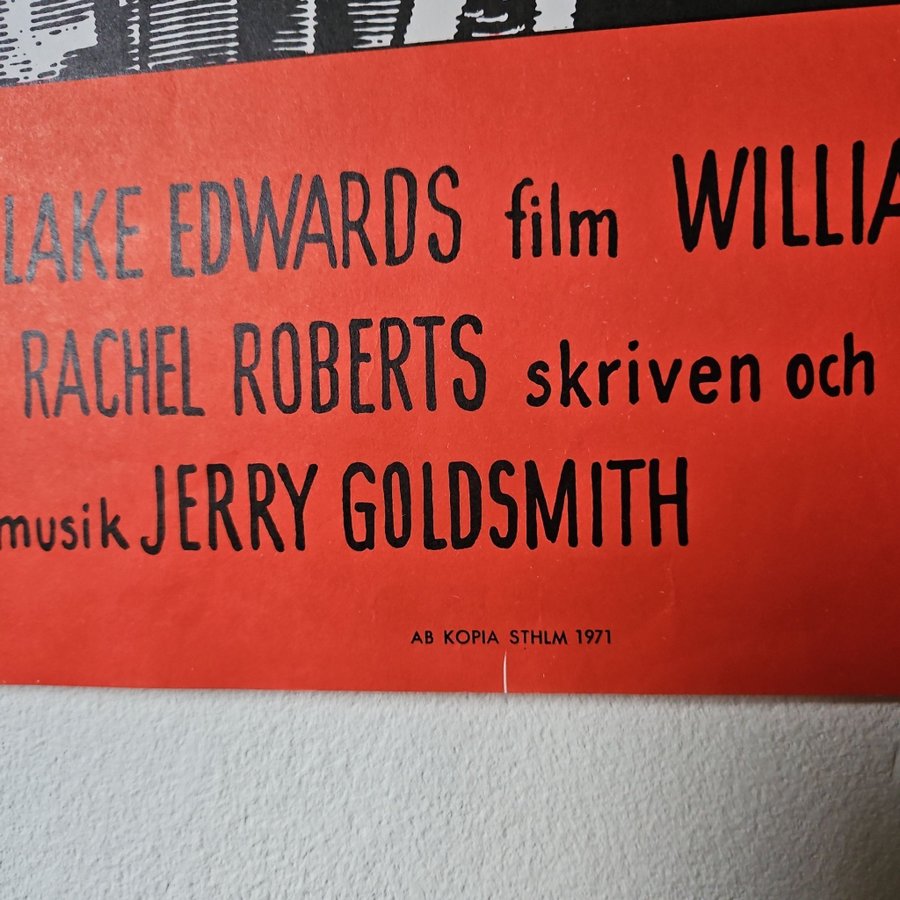 LAKE EDWARDS film WILLIA
RACHEL ROBERTS skriven och
musik JERRY GOLDSMITH
AB KOPIA STHLM 1971